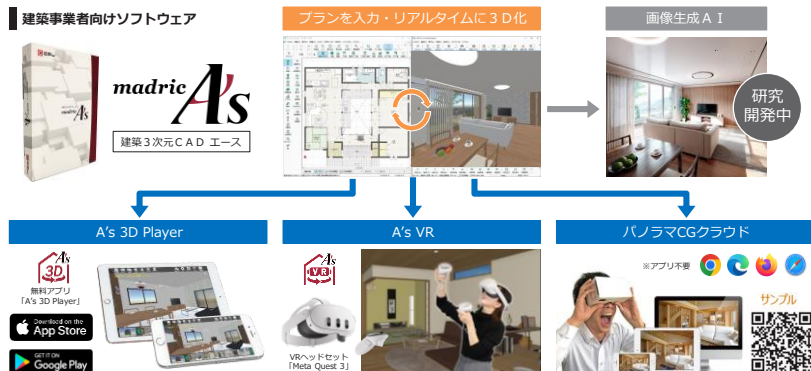 建築事業者向けソフトウェア
madric
A's
建築3次元CAD エース
プランを入力・リアルタイムに3D化
画像生成AI
研究
開発中
A's 3D Player
A's
3D
無料アプリ
「A's 3D Player」
Download on the
App Store
GET IT ON
Google Play
A's VR
A's
VR
VRヘッドセット
「Meta Quest 3」
パノラマCGクラウド
※アプリ不要
サンプル